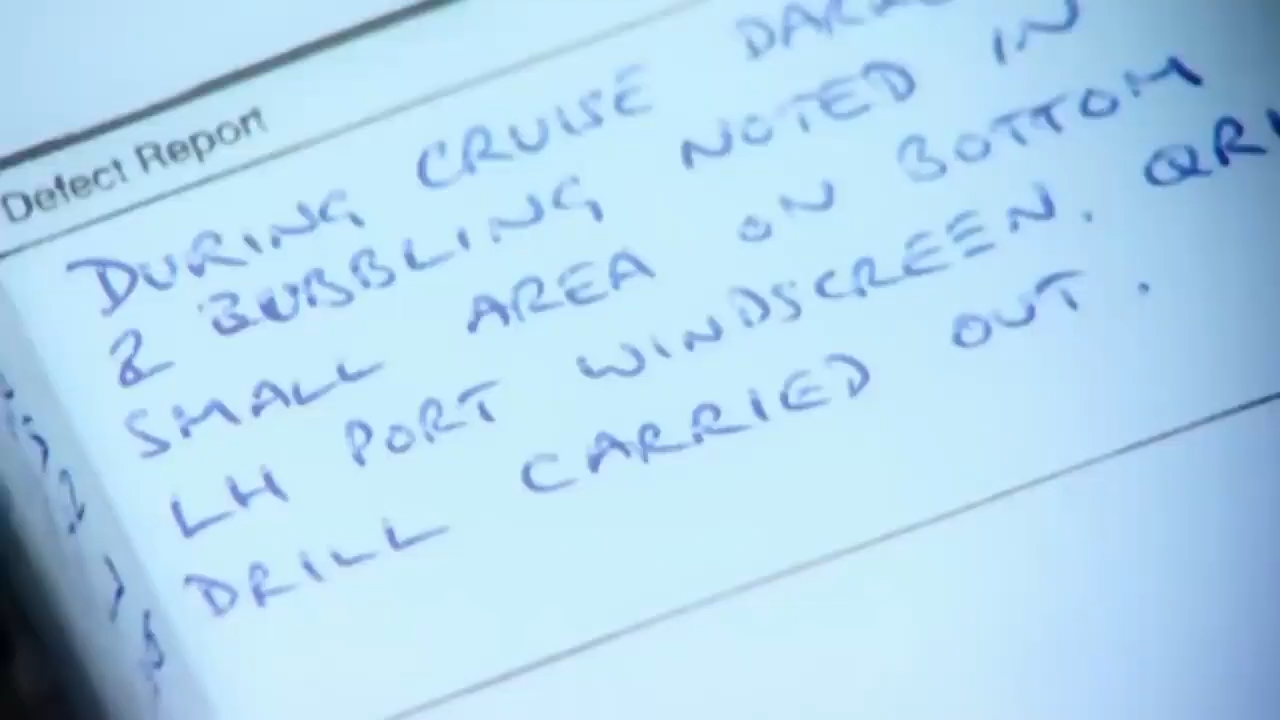 Defect Report
DURING CRUISE
& BUBBLING NOTED IN
SMALL AREA ON BOTTOM
LH PORT WINDSCREEN.
DRILL CARRIED OUT.